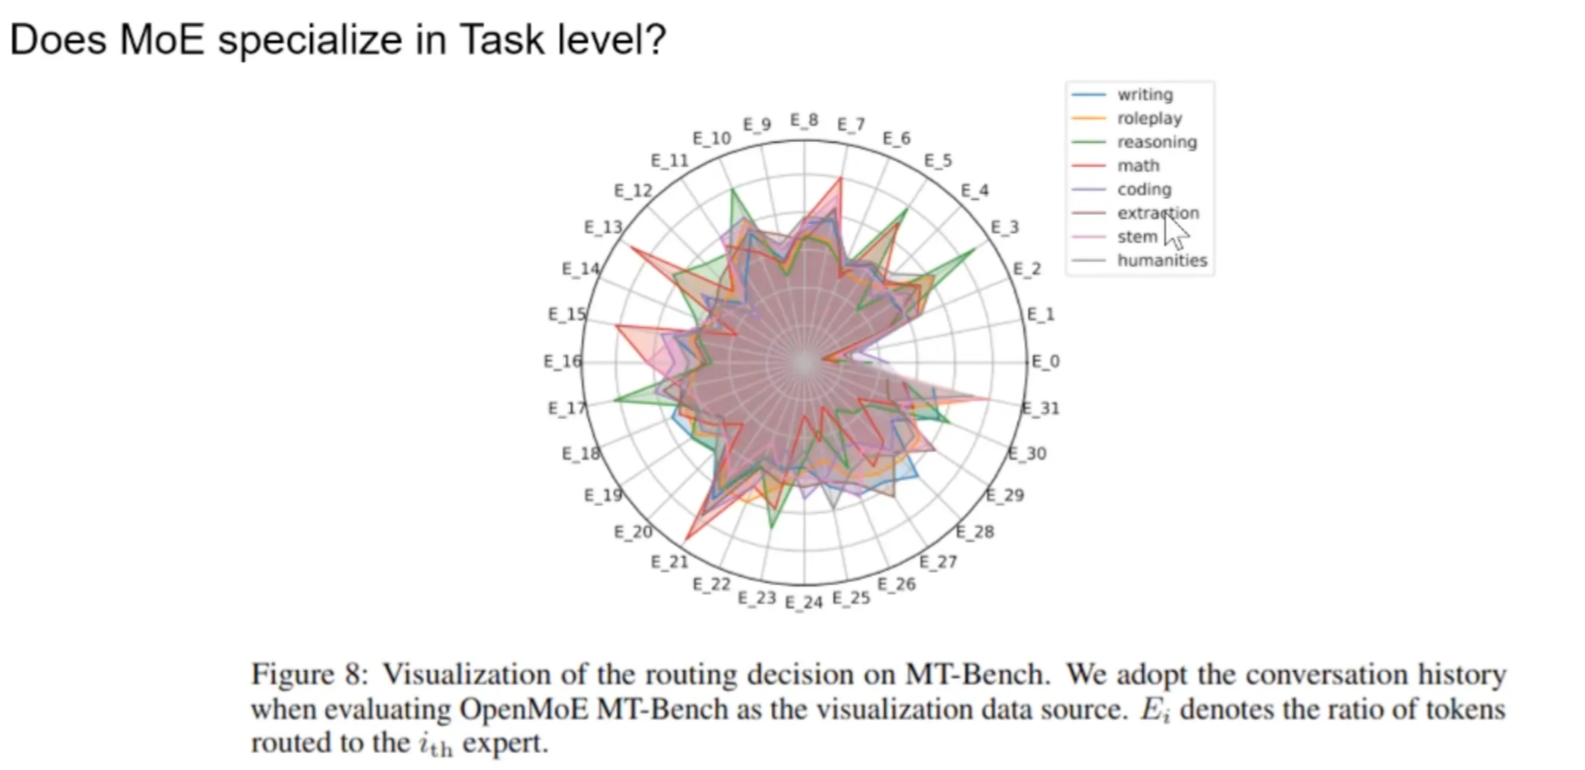 Does MoE specialize in Task level?
writing
roleplay
reasoning
math
coding
extraction
stem
humanities
E_8
E_9
E_7
E_10
E_6
E_11
E_5
E_12
E_4
E_13
E_3
E_14
E_2
E_15
E_1
E_16
E_0
E_17
E_31
E_18
E_30
E_19
E_29
E_20
E_28
E_21
E_27
E_22
E_26
E_23
E_24
E_25
Figure 8: Visualization of the routing decision on MT-Bench. We adopt the conversation history
when evaluating OpenMoE MT-Bench as the visualization data source. Eᵢ denotes the ratio of tokens
routed to the iₜₕ expert.